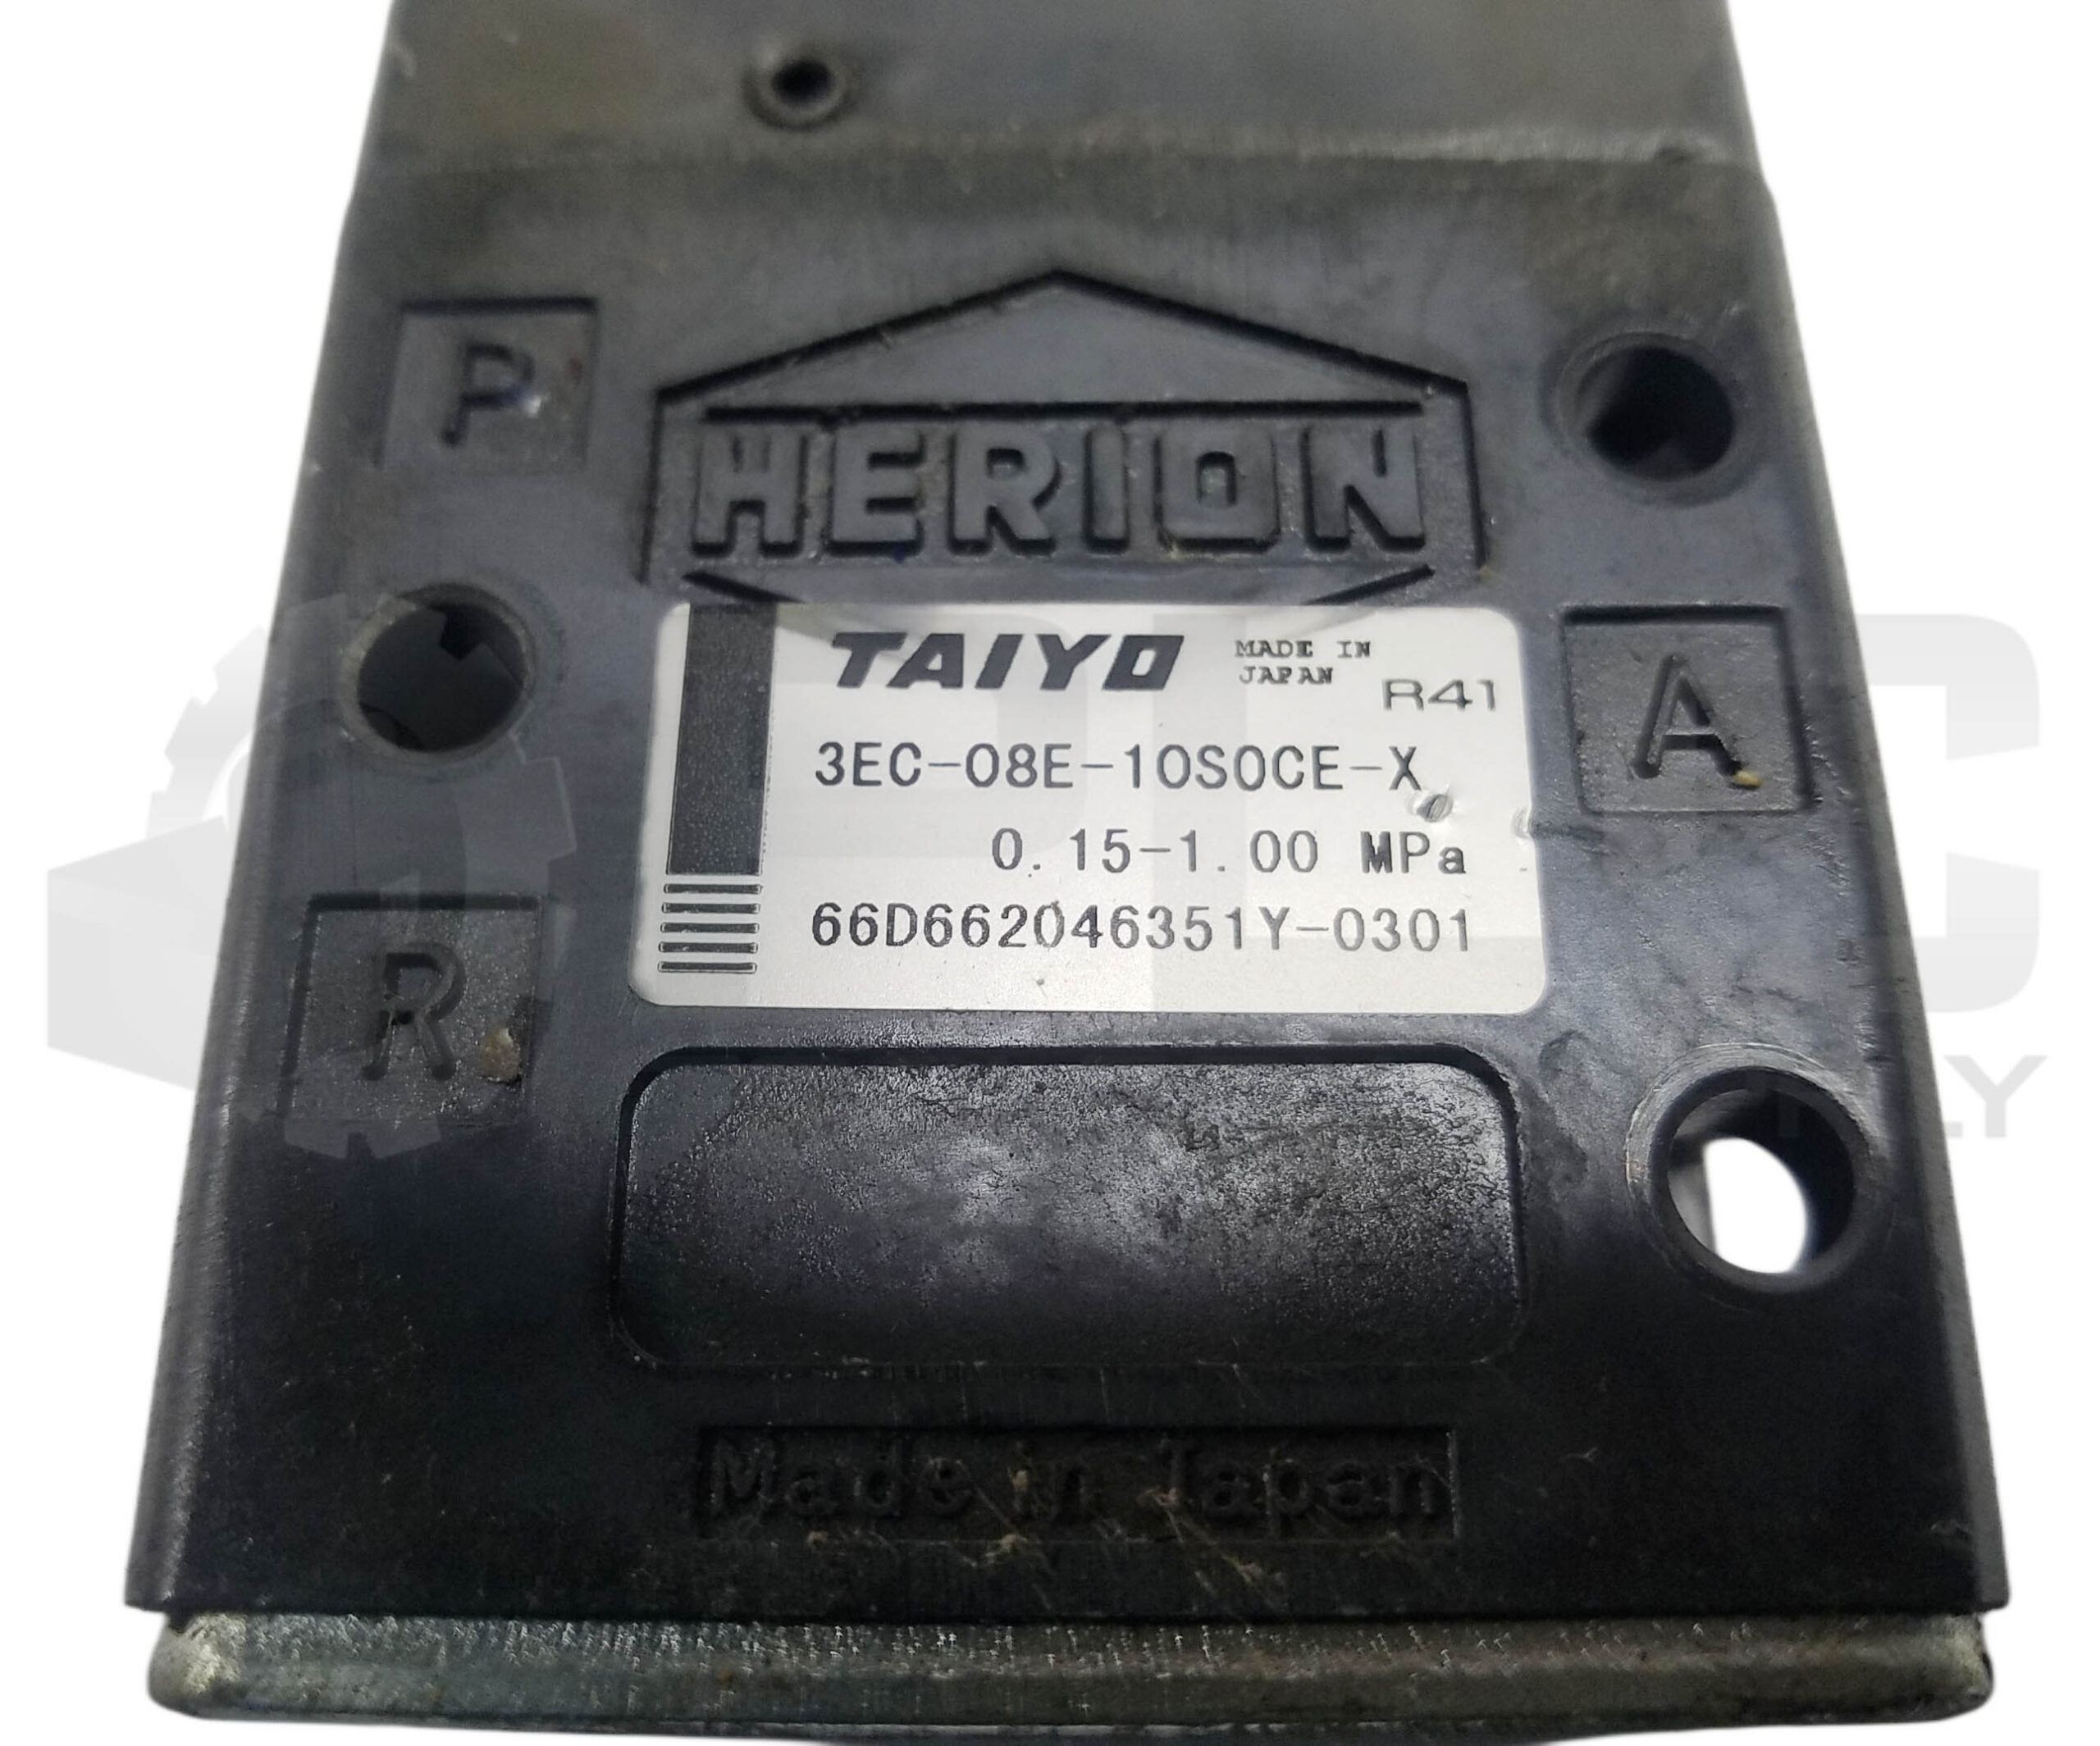 P
HERION
TAIYO
MADE IN
JAPAN
R41
3EC-08E-10S0CE-X
A
0.15-1.00 MPa
66D662046351Y-0301
R
Made in Japan